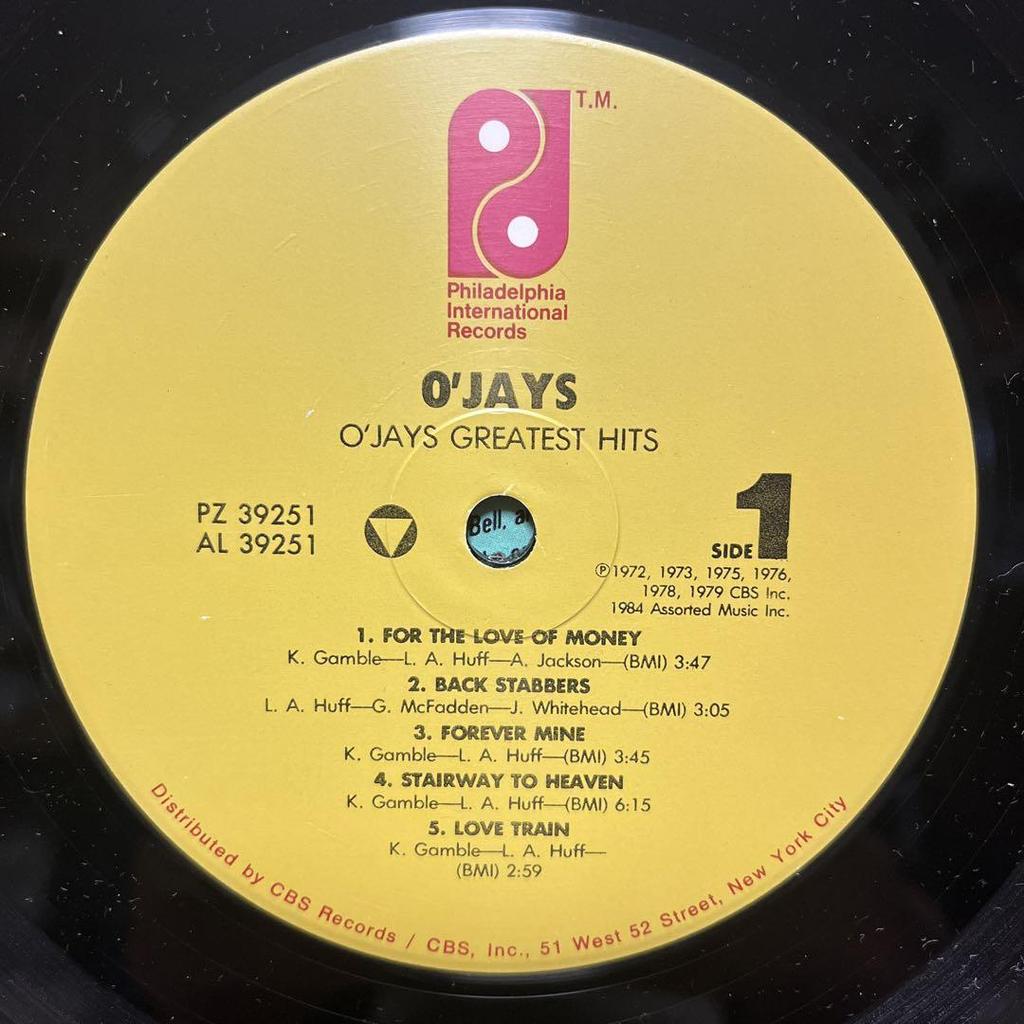 T.M.
Philadelphia
International
Records
O'JAYS
O'JAYS GREATEST HITS
PZ 39251
AL 39251
SIDE 1
Ⓟ1972, 1973, 1975, 1976,
1978, 1979 CBS Inc.
1984 Assorted Music Inc.
Bell, a
1. FOR THE LOVE OF MONEY
K. Gamble—L. A. Huff—A. Jackson—(BMI) 3:47
2. BACK STABBERS
L. A. Huff—G. McFadden—J. Whitehead—(BMI) 3:05
3. FOREVER MINE
K. Gamble—L. A. Huff—(BMI) 3:45
4. STAIRWAY TO HEAVEN
K. Gamble—L. A. Huff—(BMI) 6:15
5. LOVE TRAIN
K. Gamble—L. A. Huff—
(BMI) 2:59
Distributed by CBS Records / CBS, Inc., 51 West 52 Street, New York City